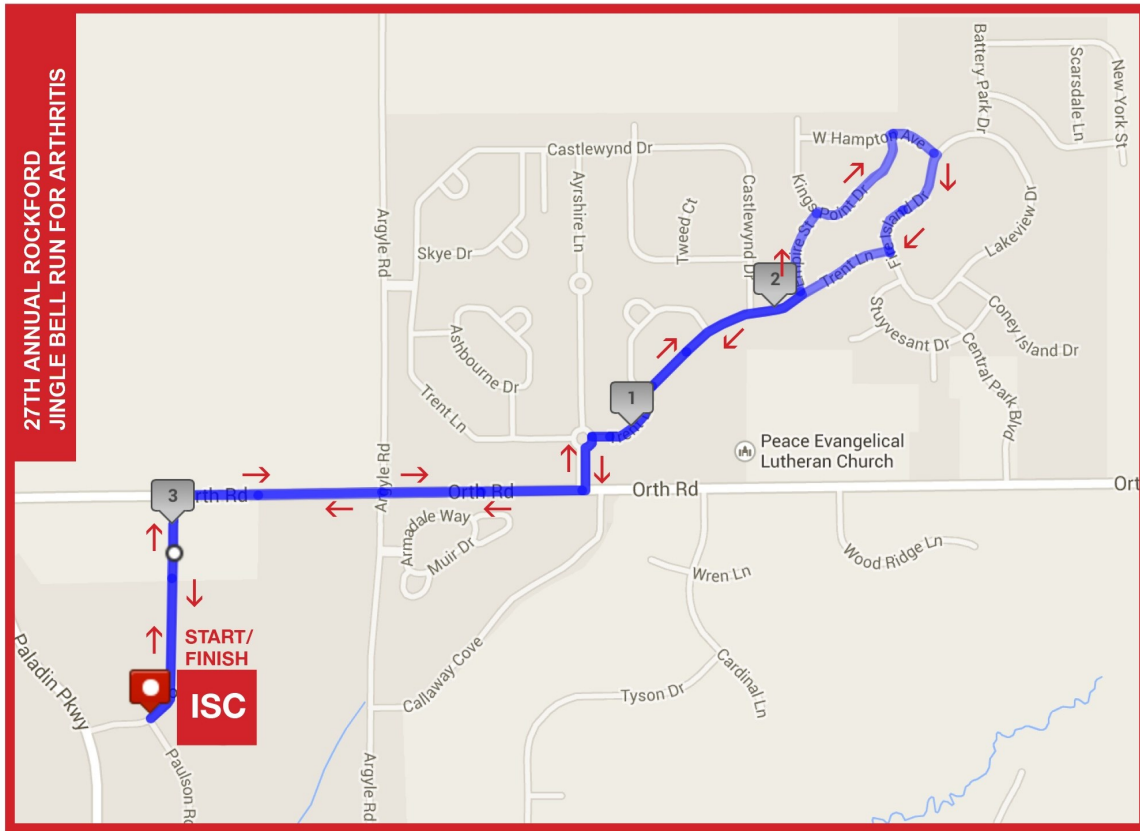 27TH ANNUAL ROCKFORD
JINGLE BELL RUN FOR ARTHRITIS
Battery Park Dr
Scarsdale Ln
New York St
W Hampton Ave
Castlewynd Dr
Kings Point Dr
Castlewynd Dr
Ayrshire Ln
Tweed Ct
Argyle Rd
Skye Dr
Lakeview Dr
Trent Ln
2
Stuyvesant Dr
Coney Island Dr
Central Park Blvd
Ashbourne Dr
Trent Ln
1
Peace Evangelical
Lutheran Church
Argyle Rd
3
rth Rd
Orth Rd
Orth Rd
Ort
Armadale Way
Muir Dr
Wood Ridge Ln
Wren Ln
START/
FINISH
ISC
Paladin Pkwy
Callaway Cove
Cardinal Ln
Tyson Dr
Paulson Rd
Argyle Rd